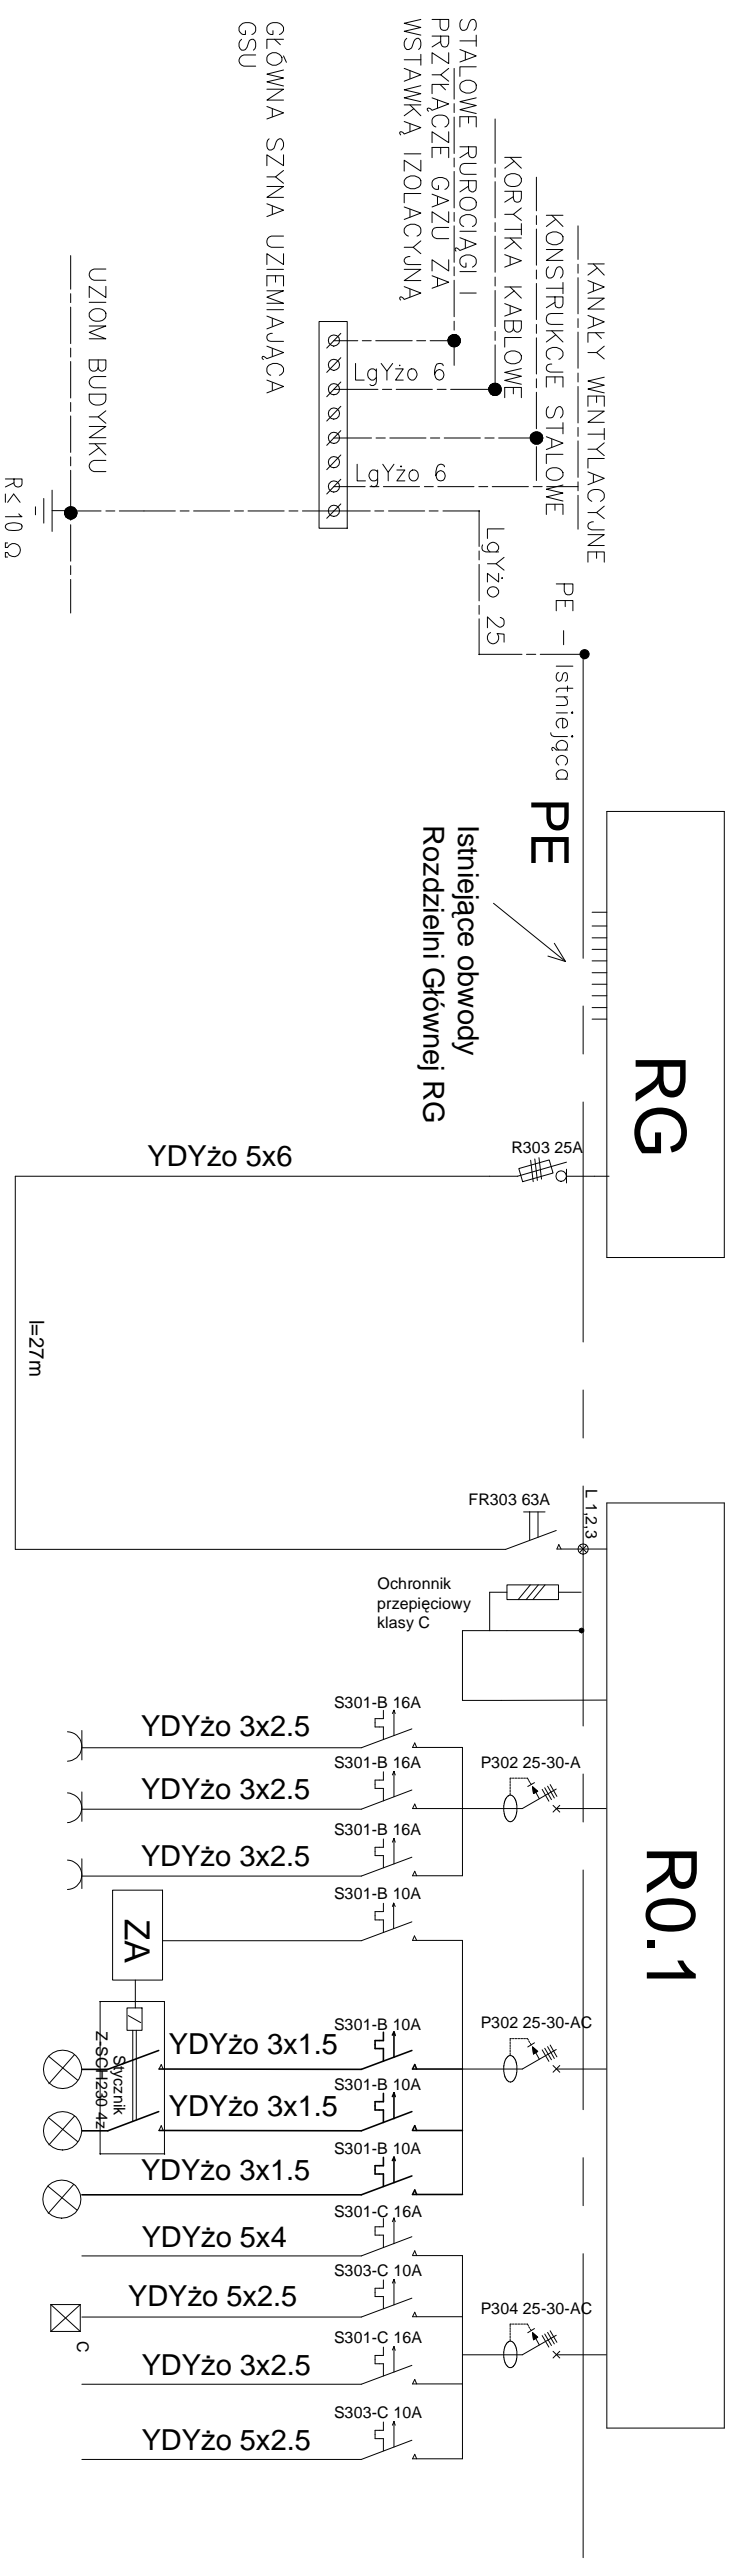 KANAŁY WENTYLACYJNE
KONSTRUKCJE STALOWE
KORYTKA KABLOWE
STALOWE RUROCIĄGI I
PRZYŁĄCZE GAZU ZA
WSTAWKĄ IZOLACYJNĄ
GŁÓWNA SZYNA UZIEMIAJĄCA
GSU
UZIOM BUDYNKU
R≤10 Ω
LgYżo 6
LgYżo 6
LgYżo 25
PE - Istniejąca
PE
RG
Istniejące obwody
Rozdzielni Głównej RG
R303 25A
YDYżo 5x6
l=27m
R0.1
L 1,2,3
FR303 63A
Ochronnik
przepięciowy
klasy C
P302 25-30-A
S301-B 16A
YDYżo 3x2.5
S301-B 16A
YDYżo 3x2.5
S301-B 16A
YDYżo 3x2.5
S301-B 10A
ZA
P302 25-30-AC
Stycznik
Z-SCH230-4z
S301-B 10A
YDYżo 3x1.5
S301-B 10A
YDYżo 3x1.5
S301-B 10A
YDYżo 3x1.5
P304 25-30-AC
S301-C 16A
YDYżo 5x4
S303-C 10A
YDYżo 5x2.5
C
S301-C 16A
YDYżo 3x2.5
S303-C 10A
YDYżo 5x2.5